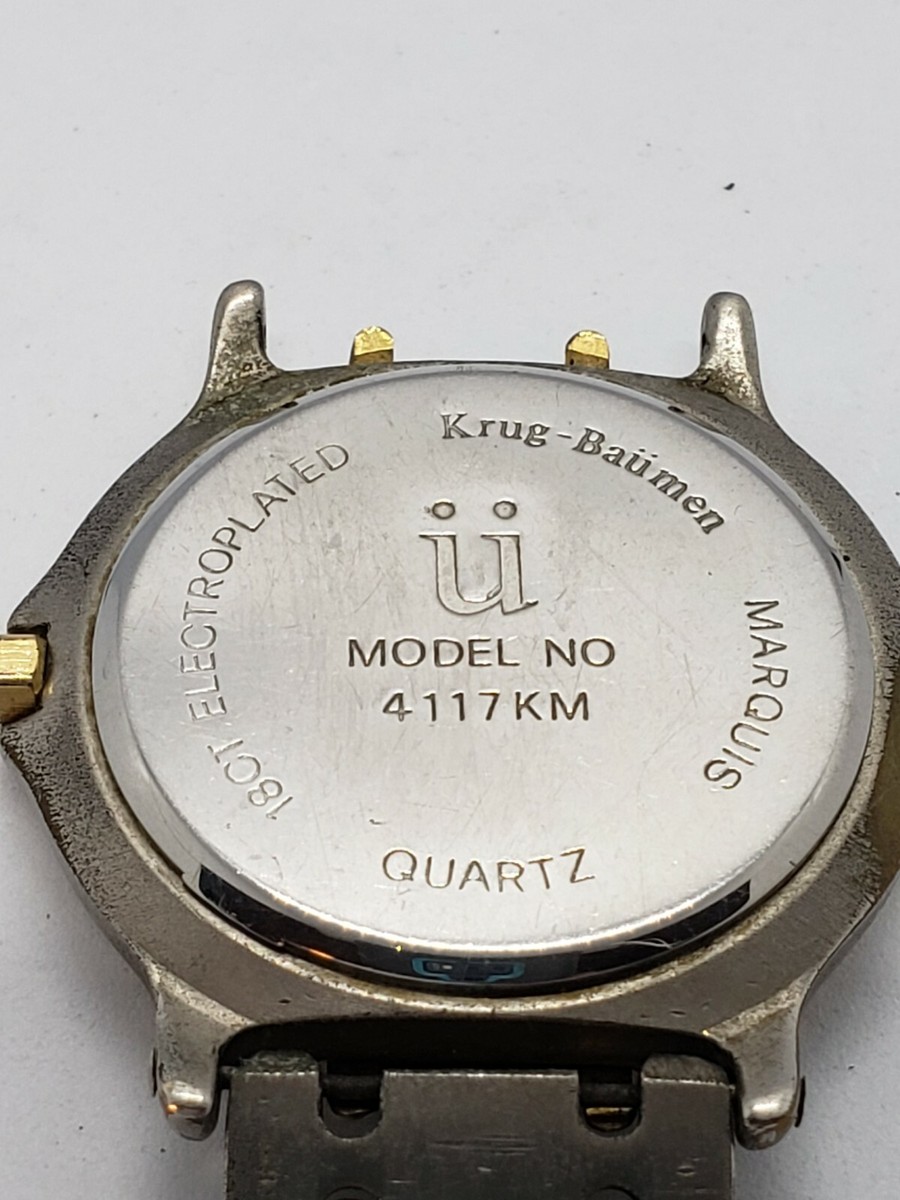 Krug-Baümen
18CT ELECTROPLATED
ü
MODEL NO
4117KM
MARQUIS
QUARTZ